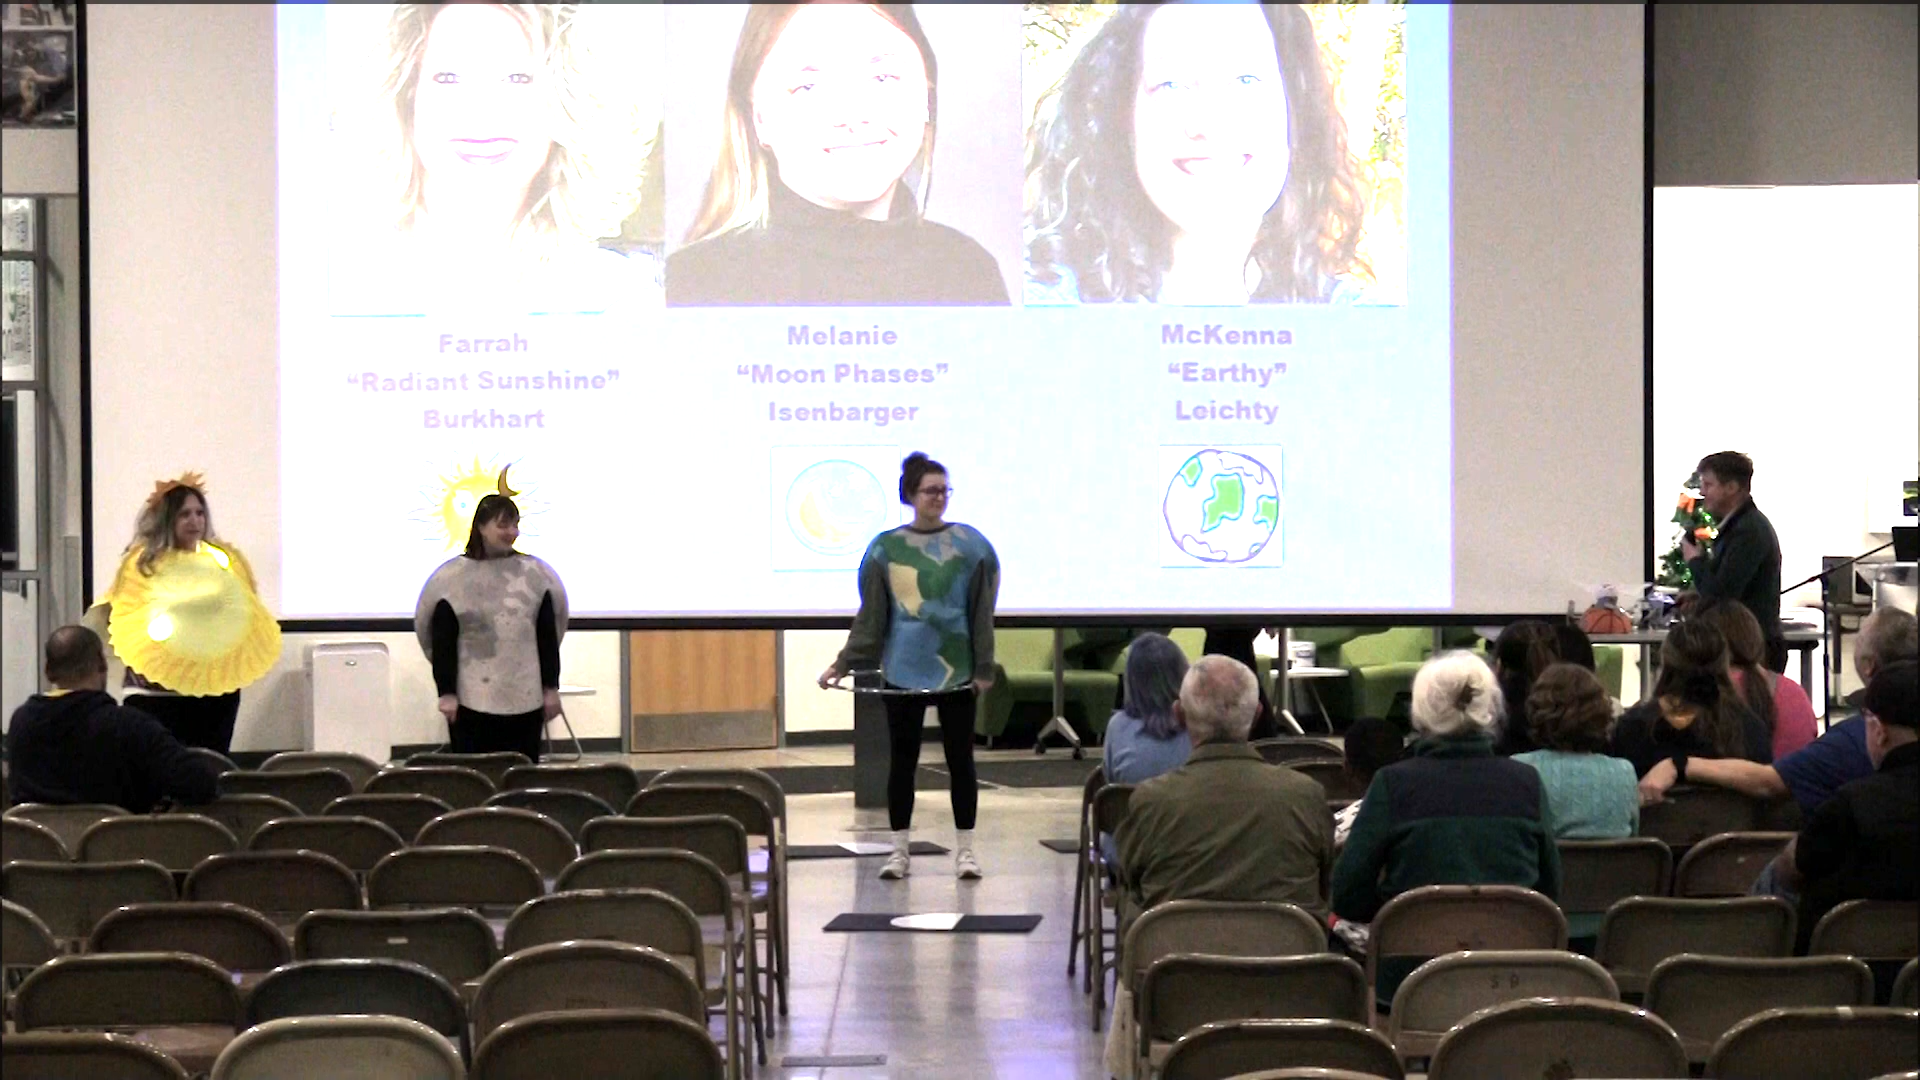 Farrah
“Radiant Sunshine”
Burkhart
Melanie
“Moon Phases”
Isenbarger
McKenna
“Earthy”
Leichty